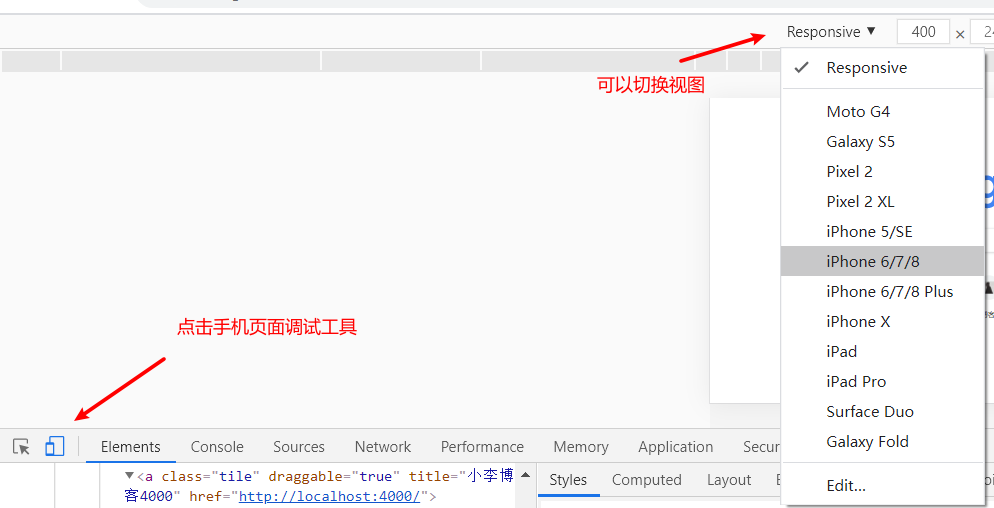 Responsive ▼ 400 ×
可以切换视图
✓ Responsive
Moto G4
Galaxy S5
Pixel 2
Pixel 2 XL
iPhone 5/SE
iPhone 6/7/8
iPhone 6/7/8 Plus
iPhone X
iPad
iPad Pro
Surface Duo
Galaxy Fold
Edit...
点击手机页面调试工具
Elements Console Sources Network Performance Memory Application Secur
▼<a class="tile" draggable="true" title="小李博
客4000" href="http://localhost:4000/">
Styles Computed Layout